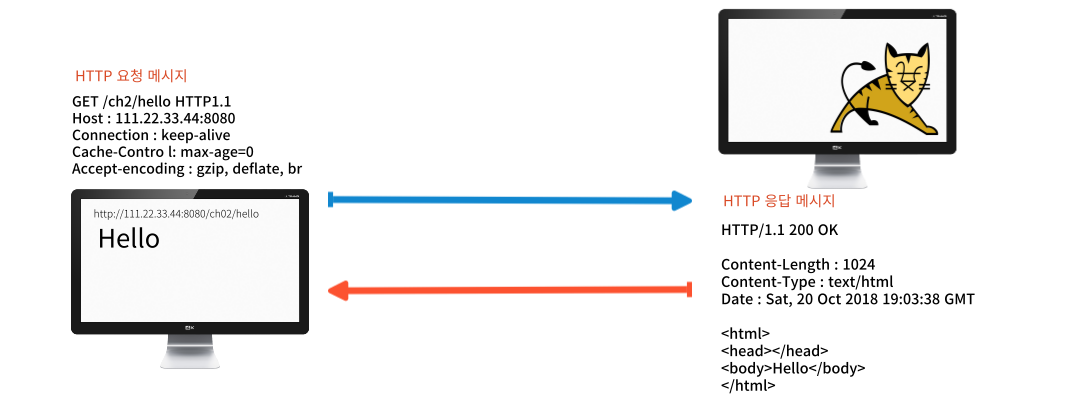 HTTP 요청 메시지
GET /ch2/hello HTTP1.1
Host : 111.22.33.44:8080
Connection : keep-alive
Cache-Contro l: max-age=0
Accept-encoding : gzip, deflate, br
http://111.22.33.44:8080/ch02/hello
Hello
HTTP 응답 메시지
HTTP/1.1 200 OK
Content-Length : 1024
Content-Type : text/html
Date : Sat, 20 Oct 2018 19:03:38 GMT
<html>
<head></head>
<body>Hello</body>
</html>